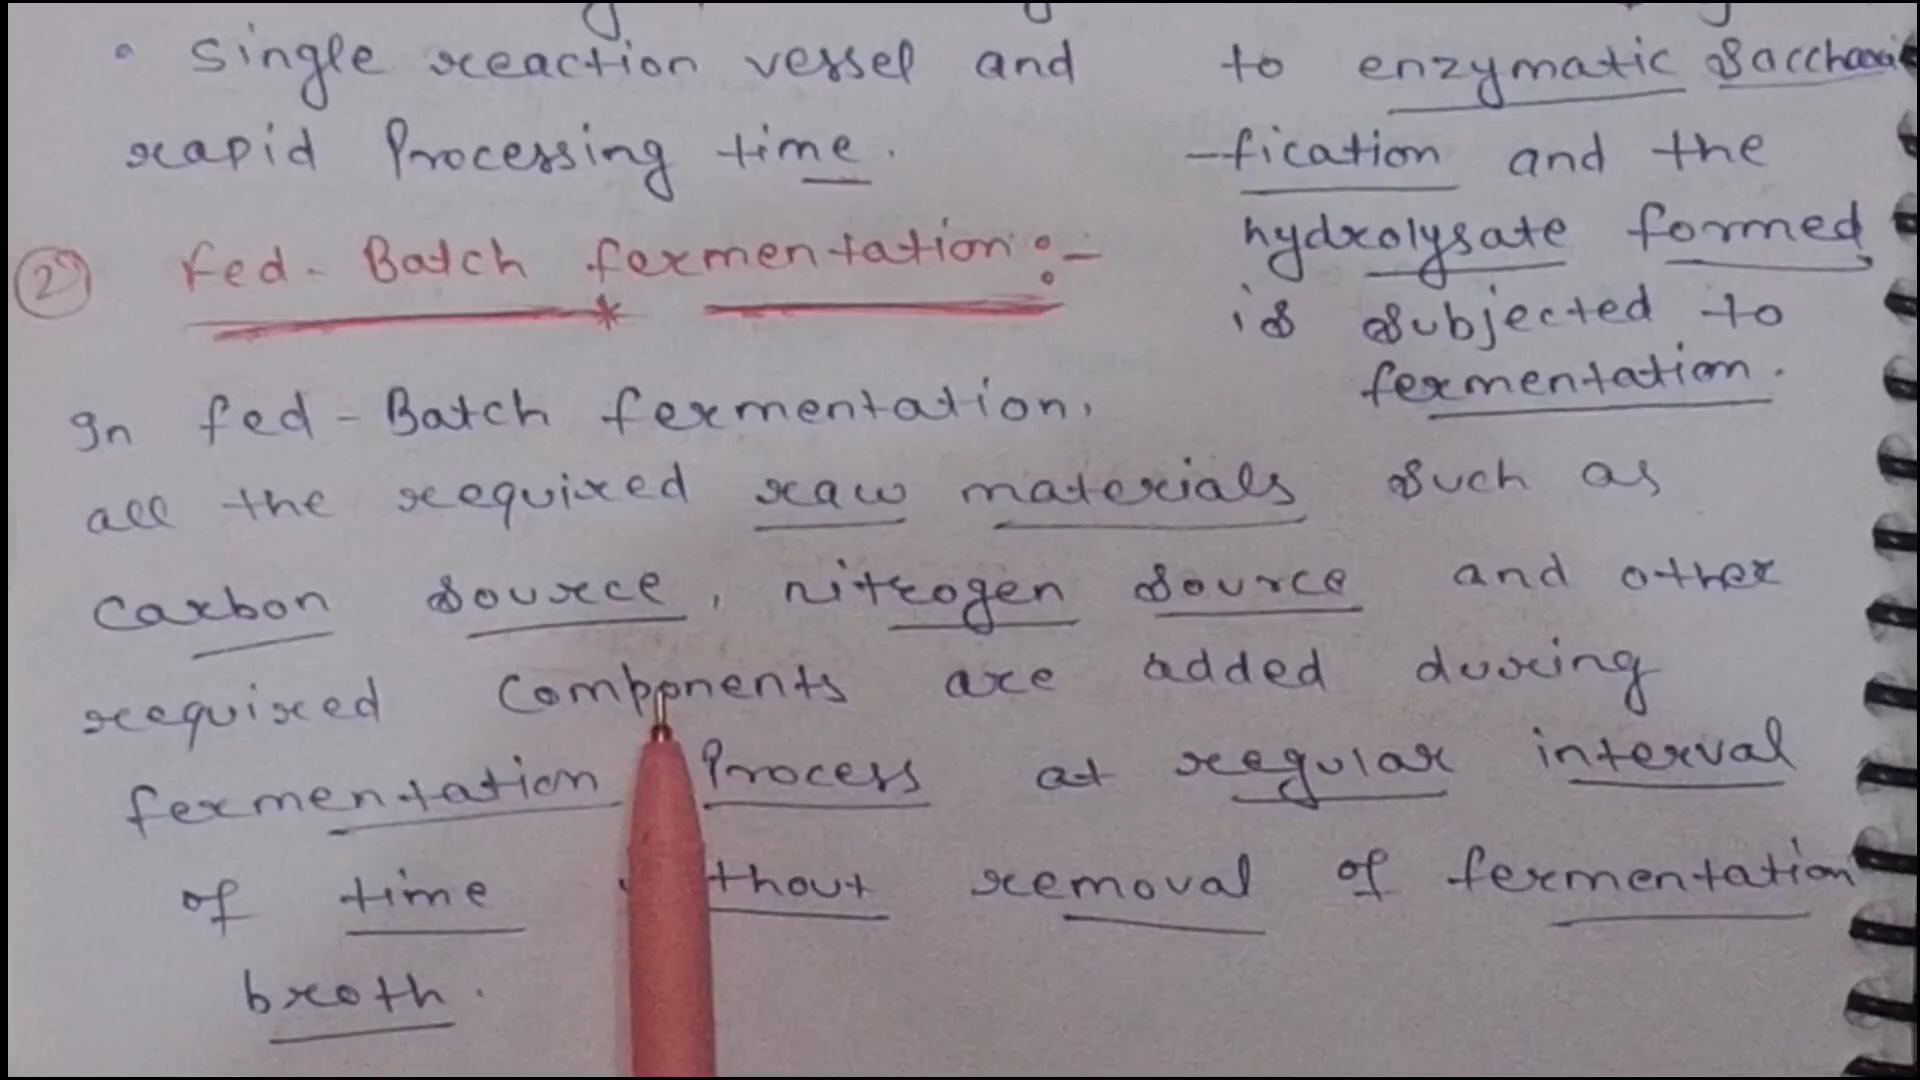 • Single reaction vessel and
rapid Processing time.
to enzymatic Sacchari
-fication and the
hydrolysate formed
is subjected to
fermentation.
2) Fed-Batch fermentation:-
In fed-Batch fermentation,
all the required raw materials such as
Carbon source, nitrogen source and other
required Components are added during
fermentation Process at regular interval
of time thout removal of fermentation
broth.